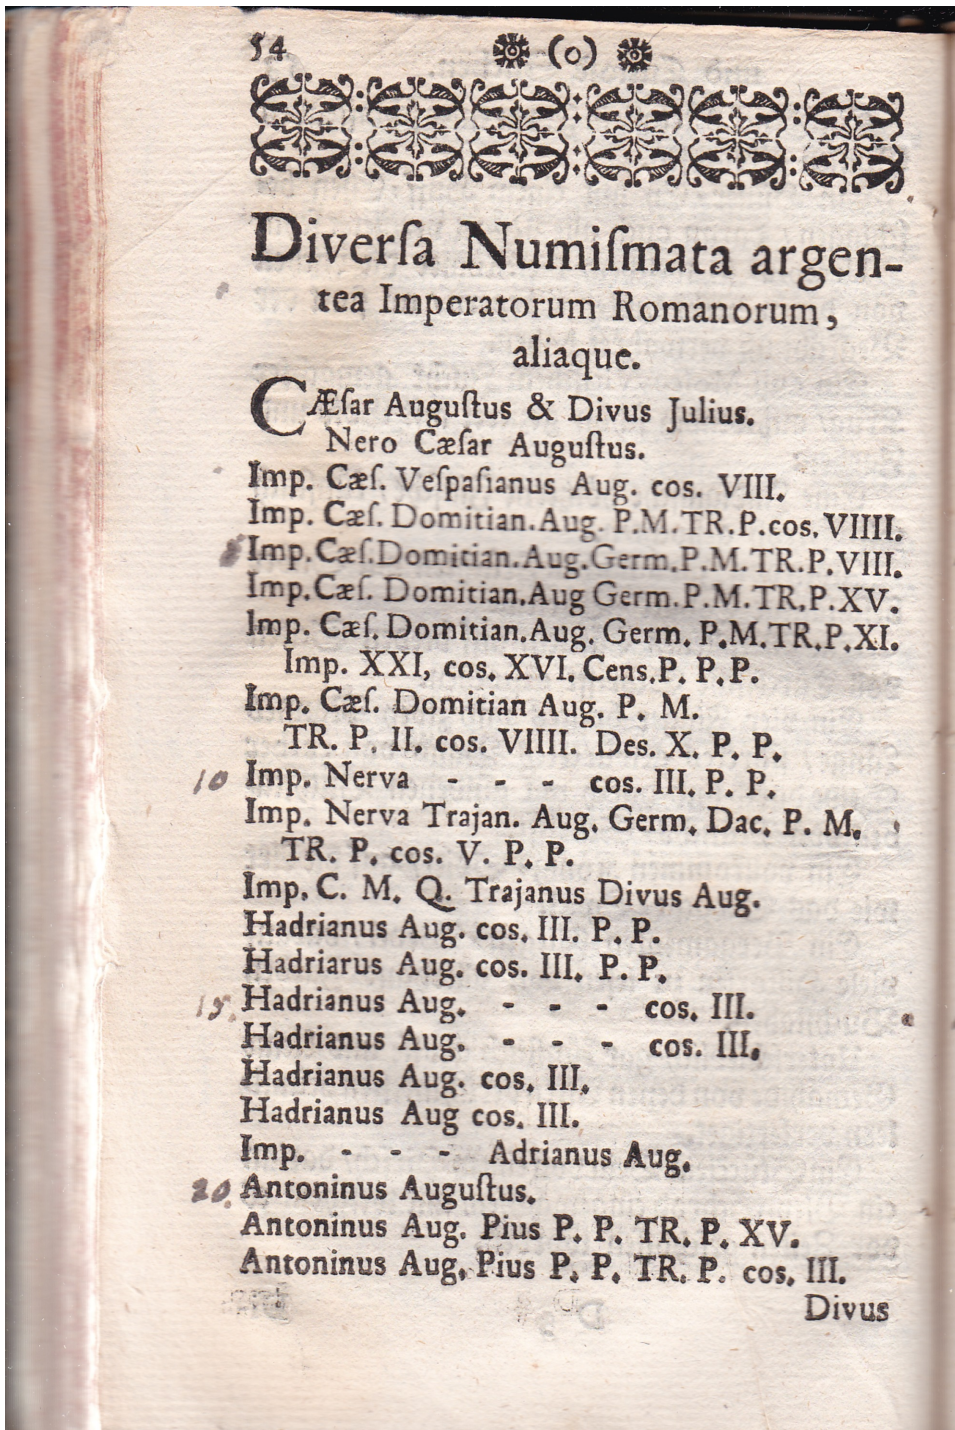 54 (o)
Diverſa Numiſmata argen-
tea Imperatorum Romanorum,
aliaque.
CÆſar Auguſtus & Divus Julius.
Nero Cæſar Auguſtus.
Imp. Cæſ. Veſpaſianus Aug. cos. VIII.
Imp. Cæſ. Domitian. Aug. P. M. TR. P. cos. VIIII.
Imp. Cæſ. Domitian. Aug. Germ. P. M. TR. P. VIII.
Imp. Cæſ. Domitian. Aug Germ. P. M. TR. P. XV.
Imp. Cæſ. Domitian. Aug. Germ. P. M. TR. P. XI.
Imp. XXI, cos. XVI. Cens. P. P. P.
Imp. Cæſ. Domitian Aug. P. M.
TR. P. II. cos. VIIII. Des. X. P. P.
10 Imp. Nerva - - - cos. III. P. P.
Imp. Nerva Trajan. Aug. Germ. Dac. P. M.
TR. P. cos. V. P. P.
Imp. C. M. Q. Trajanus Divus Aug.
Hadrianus Aug. cos. III. P. P.
Hadriarus Aug. cos. III. P. P.
15. Hadrianus Aug. - - - cos. III.
Hadrianus Aug. - - - cos. III.
Hadrianus Aug. cos. III.
Hadrianus Aug cos. III.
Imp. - - - Adrianus Aug.
20. Antoninus Auguſtus.
Antoninus Aug. Pius P. P. TR. P. XV.
Antoninus Aug. Pius P. P. TR. P. cos. III.
Divus